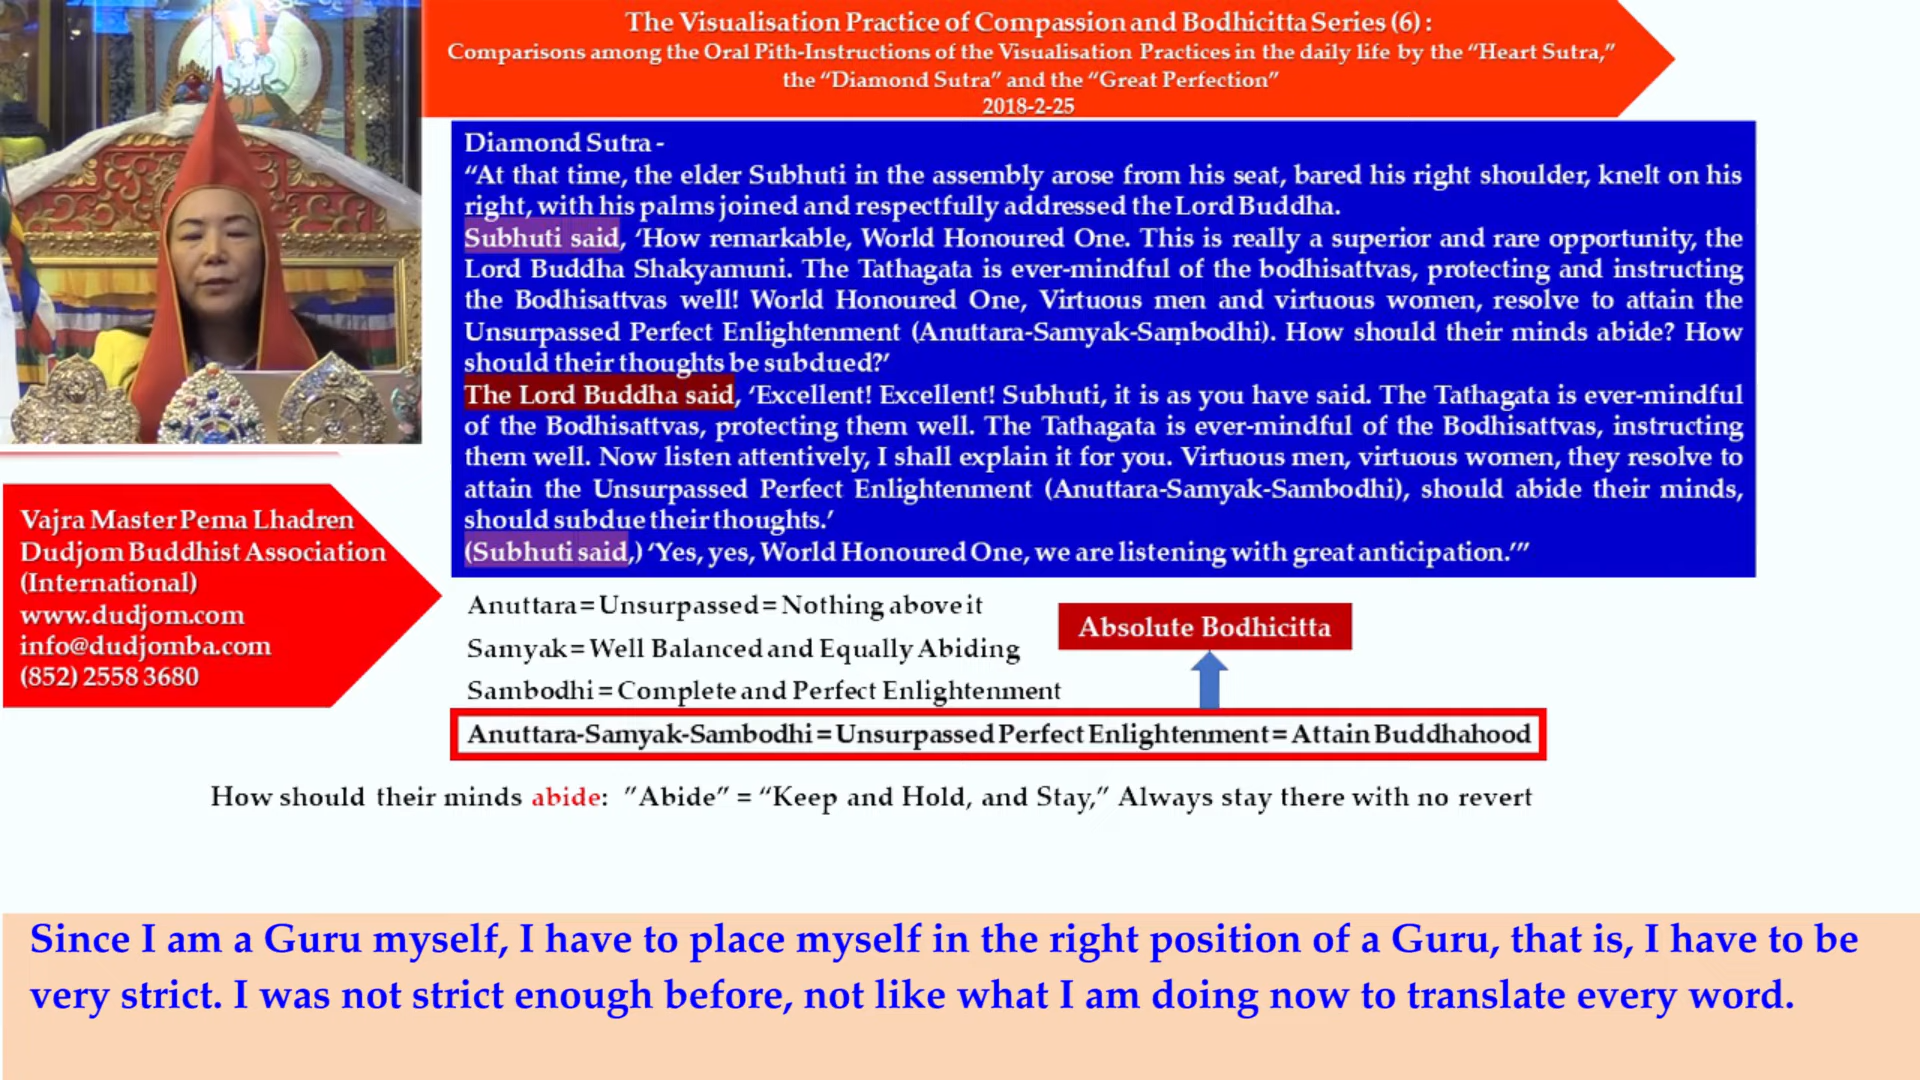 The Visualisation Practice of Compassion and Bodhicitta Series (6) :
Comparisons among the Oral Pith-Instructions of the Visualisation Practices in the daily life by the “Heart Sutra,”
the “Diamond Sutra” and the “Great Perfection”
2018-2-25
Diamond Sutra -
“At that time, the elder Subhuti in the assembly arose from his seat, bared his right shoulder, knelt on his
right, with his palms joined and respectfully addressed the Lord Buddha.
Subhuti said, ‘How remarkable, World Honoured One. This is really a superior and rare opportunity, the
Lord Buddha Shakyamuni. The Tathagata is ever-mindful of the bodhisattvas, protecting and instructing
the Bodhisattvas well! World Honoured One, Virtuous men and virtuous women, resolve to attain the
Unsurpassed Perfect Enlightenment (Anuttara-Samyak-Saṃbodhi). How should their minds abide? How
should their thoughts be subdued?’
The Lord Buddha said, ‘Excellent! Excellent! Subhuti, it is as you have said. The Tathagata is ever-mindful
of the Bodhisattvas, protecting them well. The Tathagata is ever-mindful of the Bodhisattvas, instructing
them well. Now listen attentively, I shall explain it for you. Virtuous men, virtuous women, they resolve to
attain the Unsurpassed Perfect Enlightenment (Anuttara-Samyak-Sambodhi), should abide their minds,
should subdue their thoughts.’
(Subhuti said,) ‘Yes, yes, World Honoured One, we are listening with great anticipation.’”
Vajra Master Pema Lhadren
Dudjom Buddhist Association
(International)
www.dudjom.com
info@dudjomba.com
(852) 2558 3680
Anuttara = Unsurpassed = Nothing above it
Samyak = Well Balanced and Equally Abiding
Sambodhi = Complete and Perfect Enlightenment
Absolute Bodhicitta
Anuttara-Samyak-Sambodhi = Unsurpassed Perfect Enlightenment = Attain Buddhahood
How should their minds abide: ”Abide” = “Keep and Hold, and Stay,” Always stay there with no revert
Since I am a Guru myself, I have to place myself in the right position of a Guru, that is, I have to be
very strict. I was not strict enough before, not like what I am doing now to translate every word.